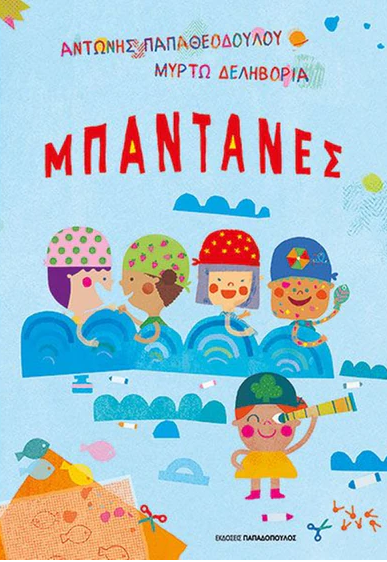 ΑΝΤΩΝΗΣ ΠΑΠΑΘΕΟΔΟΥΛΟΥ
ΜΥΡΤΩ ΔΕΛΗΒΟΡΙΑ
ΜΠΑΝΤΑΝΕΣ
ΕΚΔΟΣΕΙΣ ΠΑΠΑΔΟΠΟΥΛΟΣ